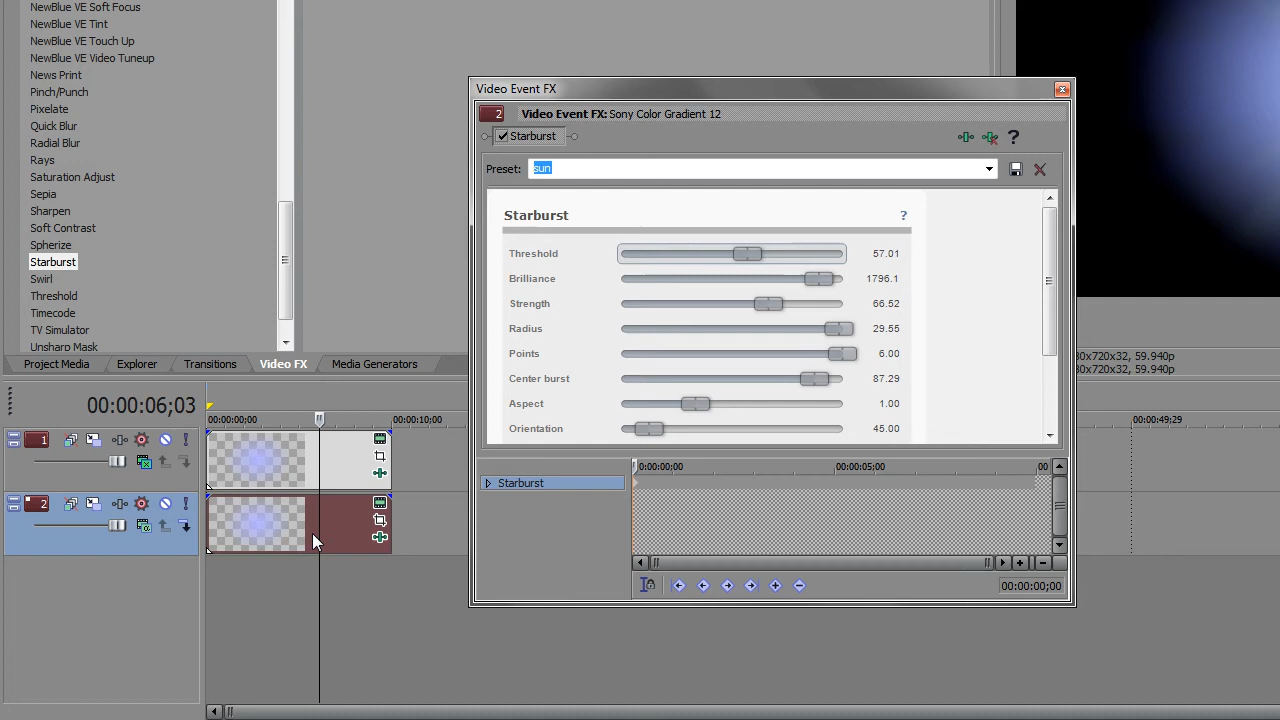 NewBlue VE Soft Focus
NewBlue VE Tint
NewBlue VE Touch Up
NewBlue VE Video Tuneup
News Print
Pinch/Punch
Pixelate
Quick Blur
Radial Blur
Rays
Saturation Adjust
Sepia
Sharpen
Soft Contrast
Spherize
Starburst
Swirl
Threshold
Timecode
TV Simulator
Unsharp Mask
Project Media
Explorer
Transitions
Video FX
Media Generators
Video Event FX
2
Video Event FX: Sony Color Gradient 12
Starburst
?
Preset:
sun
Starburst
?
Threshold 57.01
Brilliance 1796.1
Strength 66.52
Radius 29.55
Points 6.00
Center burst 87.29
Aspect 1.00
Orientation 45.00
0:00:00;00
00:00:05;00
00
Starburst
00:00:00;00
0x720x32, 59.940p
80x720x32, 59.940p
00:00:06,03
00:00:00;00
00:00:10;00
00:00:49;29
1
2